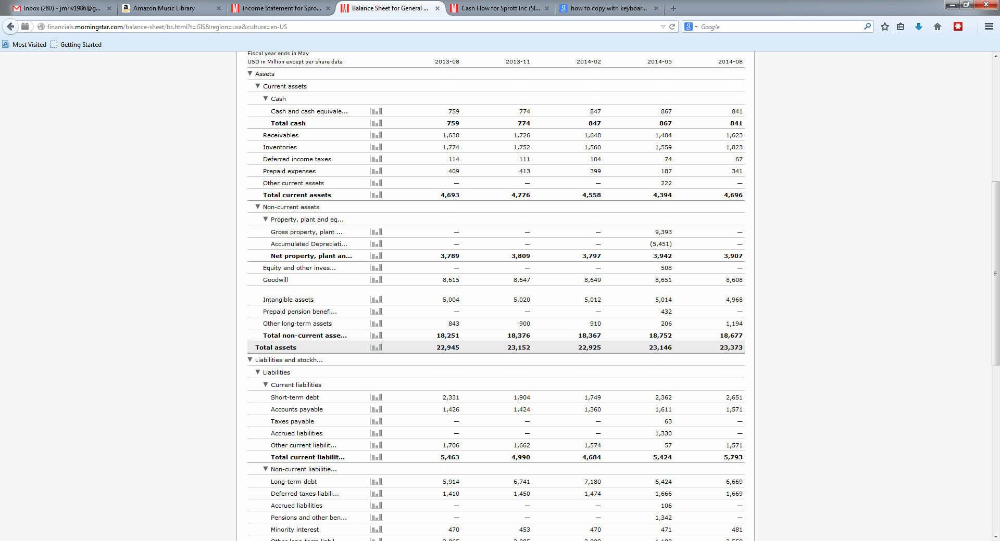 Inbox (280) - jmriv1986@g... Amazon Music Library Income Statement for Spro... Balance Sheet for General ... Cash Flow for Sprott Inc (SI... how to copy with keyboar...
financials.morningstar.com/balance-sheet/bs.html?t=GIS&region=usa&culture=en-US Google
Most Visited Getting Started
Fiscal year ends in May
USD in Million except per share data 2013-08 2013-11 2014-02 2014-05 2014-08
Assets
Current assets
Cash
Cash and cash equivale... 759 774 847 867 841
Total cash 759 774 847 867 841
Receivables 1,638 1,726 1,648 1,484 1,623
Inventories 1,774 1,752 1,560 1,559 1,823
Deferred income taxes 114 111 104 74 67
Prepaid expenses 409 413 399 187 341
Other current assets — — — 222 —
Total current assets 4,693 4,776 4,558 4,394 4,696
Non-current assets
Property, plant and eq...
Gross property, plant ... — — — 9,393 —
Accumulated Depreciati... — — — (5,451) —
Net property, plant an... 3,789 3,809 3,797 3,942 3,907
Equity and other inves... — — — 508 —
Goodwill 8,615 8,647 8,649 8,651 8,608
Intangible assets 5,004 5,020 5,012 5,014 4,968
Prepaid pension benefi... — — — 432 —
Other long-term assets 843 900 910 206 1,194
Total non-current asse... 18,251 18,376 18,367 18,752 18,677
Total assets 22,945 23,152 22,925 23,146 23,373
Liabilities and stockh...
Liabilities
Current liabilities
Short-term debt 2,331 1,904 1,749 2,362 2,651
Accounts payable 1,426 1,424 1,360 1,611 1,571
Taxes payable — — — 63 —
Accrued liabilities — — — 1,330 —
Other current liabilit... 1,706 1,662 1,574 57 1,571
Total current liabilit... 5,463 4,990 4,684 5,424 5,793
Non-current liabilitie...
Long-term debt 5,914 6,741 7,180 6,424 6,669
Deferred taxes liabili... 1,410 1,450 1,474 1,666 1,669
Accrued liabilities — — — 106 —
Pensions and other ben... — — — 1,342 —
Minority interest 470 453 470 471 481
Other long-term liabil...